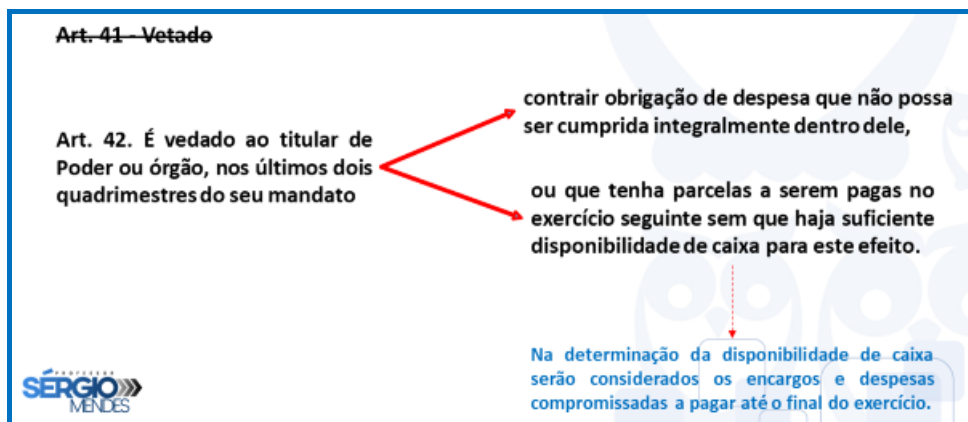 Art. 41 - Vetado
contrair obrigação de despesa que não possa
ser cumprida integralmente dentro dele,
Art. 42. É vedado ao titular de
Poder ou órgão, nos últimos dois
quadrimestres do seu mandato
ou que tenha parcelas a serem pagas no
exercício seguinte sem que haja suficiente
disponibilidade de caixa para este efeito.
Na determinação da disponibilidade de caixa
serão considerados os encargos e despesas
compromissadas a pagar até o final do exercício.
PROFESSOR
SÉRGIO
MENDES